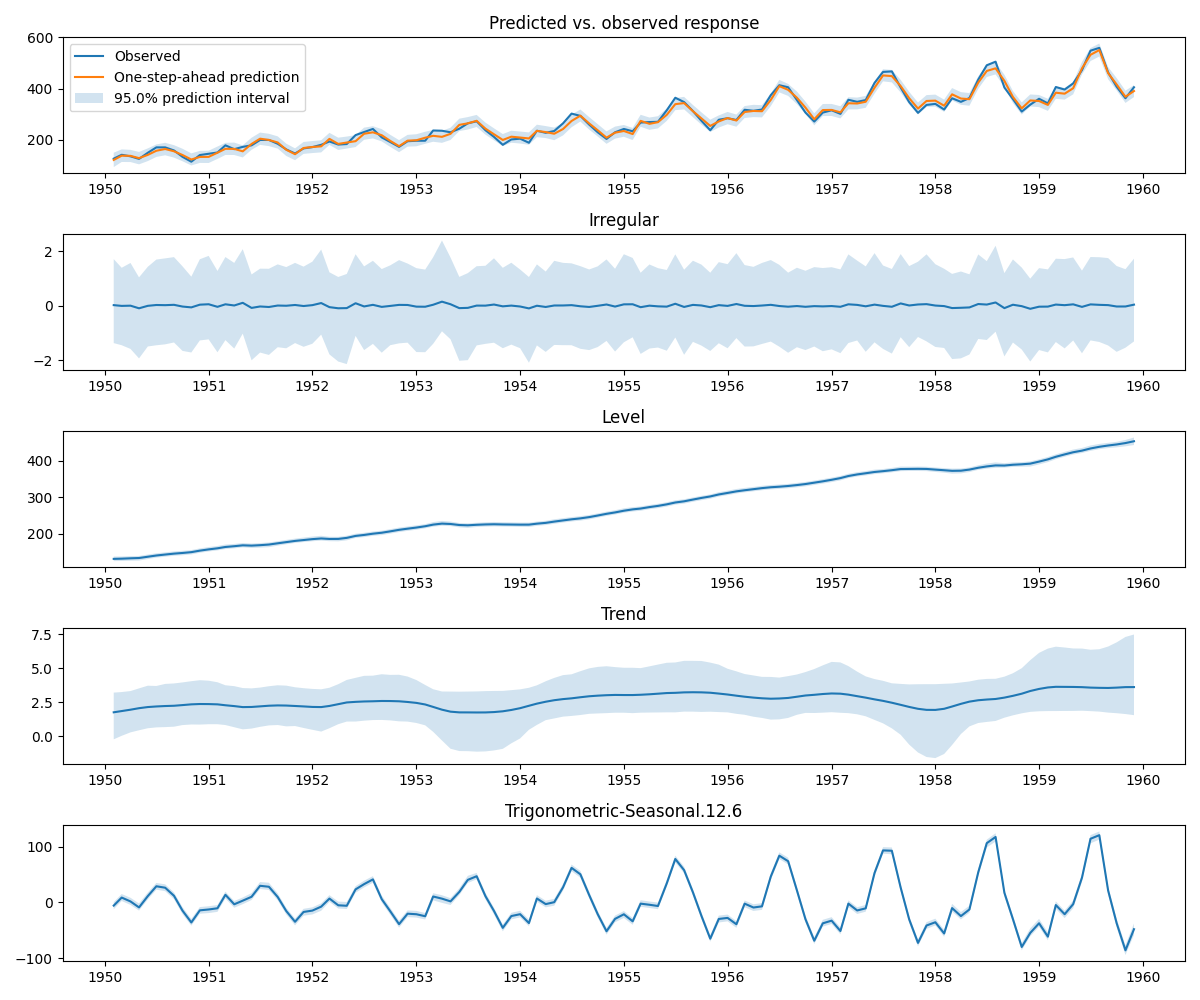 Predicted vs. observed response
600
400
200
Observed
One-step-ahead prediction
95.0% prediction interval
1950 1951 1952 1953 1954 1955 1956 1957 1958 1959 1960
Irregular
2
0
−2
1950 1951 1952 1953 1954 1955 1956 1957 1958 1959 1960
Level
400
300
200
1950 1951 1952 1953 1954 1955 1956 1957 1958 1959 1960
Trend
7.5
5.0
2.5
0.0
1950 1951 1952 1953 1954 1955 1956 1957 1958 1959 1960
Trigonometric-Seasonal.12.6
100
0
−100
1950 1951 1952 1953 1954 1955 1956 1957 1958 1959 1960